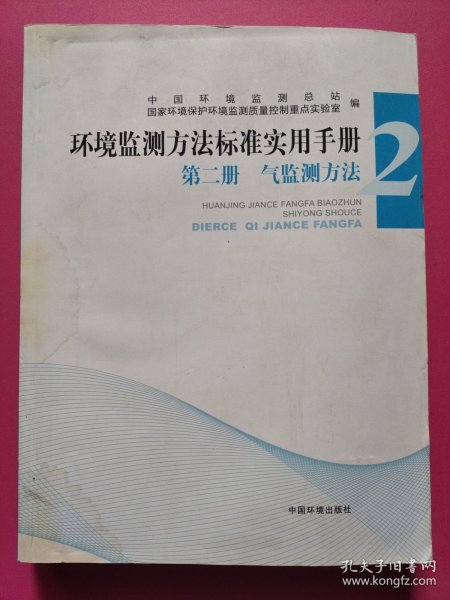 中国环境监测总站
国家环境保护环境监测质量控制重点实验室 编
环境监测方法标准实用手册
第二册 气监测方法
2
HUANJING JIANCE FANGFA BIAOZHUN
SHIYONG SHOUCE
DIERCE QI JIANCE FANGFA
中国环境出版社
孔夫子旧书网
www.kongfz.com